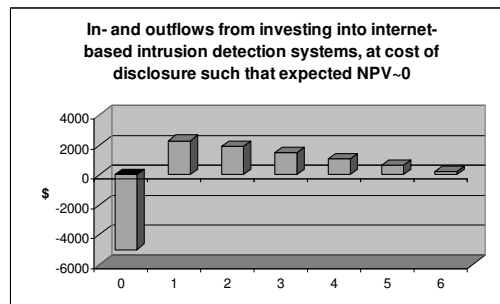 In- and outflows from investing into internet-
based intrusion detection systems, at cost of
disclosure such that expected NPV~0
4000
2000
0
-2000
-4000
-6000
$
0 1 2 3 4 5 6